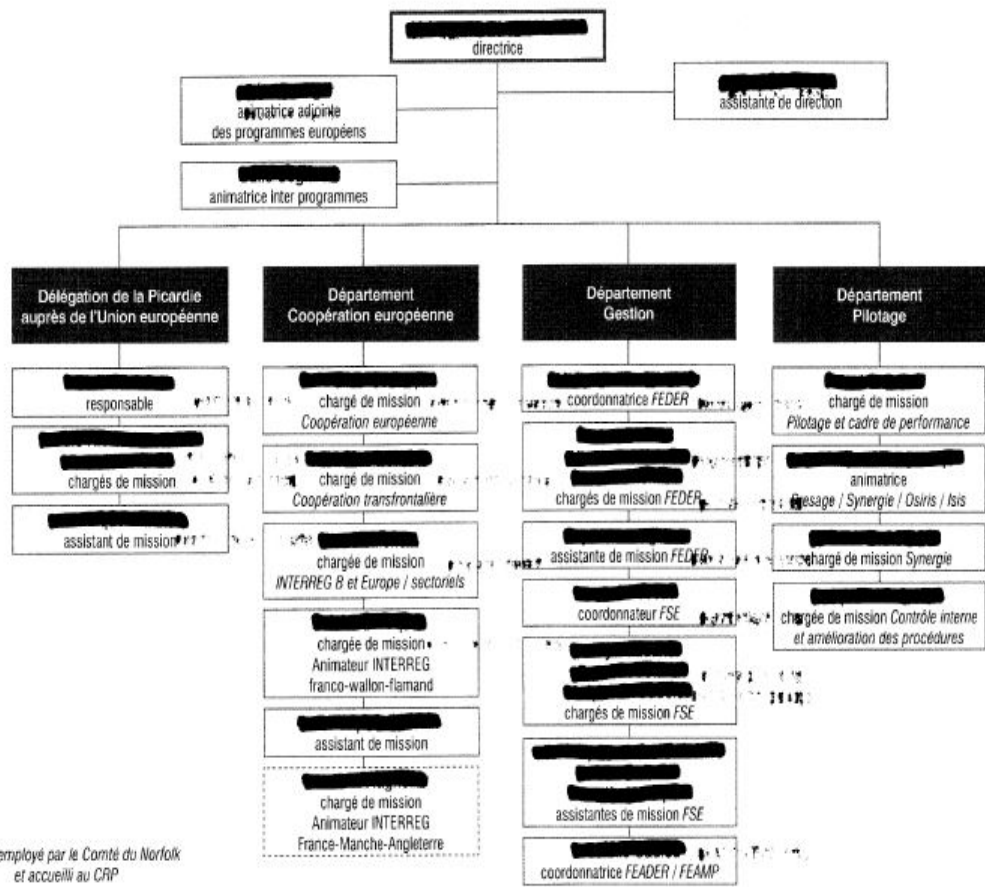 directrice
animatrice adjointe
des programmes européens
assistante de direction
animatrice inter programmes
Délégation de la Picardie
auprès de l'Union européenne
responsable
chargés de mission
assistant de mission
Département
Coopération européenne
chargé de mission
Coopération européenne
chargé de mission
Coopération transfrontalière
chargée de mission
INTERREG B et Europe / sectoriels
chargée de mission
Animateur INTERREG
franco-wallon-flamand
assistant de mission
chargé de mission
Animateur INTERREG
France-Manche-Angleterre
Département
Gestion
coordonnatrice FEDER
chargés de mission FEDER
assistante de mission FEDER
coordonnateur FSE
chargés de mission FSE
assistantes de mission FSE
coordonnatrice FEADER / FEAMP
Département
Pilotage
chargé de mission
Pilotage et cadre de performance
animatrice
Presage / Synergie / Osiris / Isis
chargé de mission Synergie
chargée de mission Contrôle interne
et amélioration des procédures
employé par le Comté du Norfolk
et accueilli au CRP